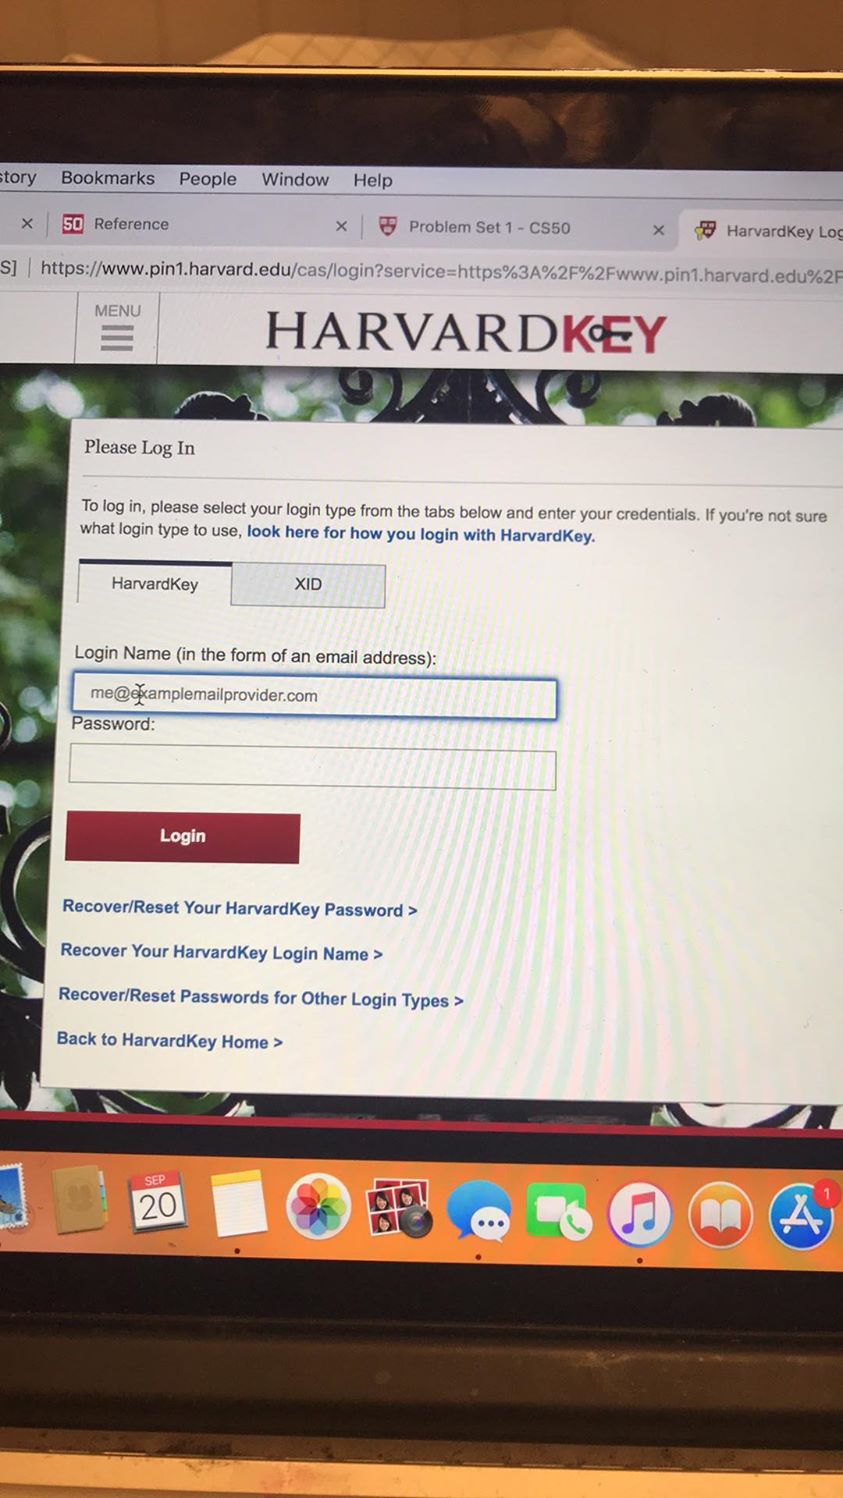 story Bookmarks People Window Help
50 Reference
Problem Set 1 - CS50
HarvardKey Log
S] | https://www.pin1.harvard.edu/cas/login?service=https%3A%2F%2Fwww.pin1.harvard.edu%2F
MENU
HARVARDKEY
Please Log In
To log in, please select your login type from the tabs below and enter your credentials. If you're not sure
what login type to use, look here for how you login with HarvardKey.
HarvardKey
XID
Login Name (in the form of an email address):
me@examplemailprovider.com
Password:
Login
Recover/Reset Your HarvardKey Password >
Recover Your HarvardKey Login Name >
Recover/Reset Passwords for Other Login Types >
Back to HarvardKey Home >
SEP
20
1